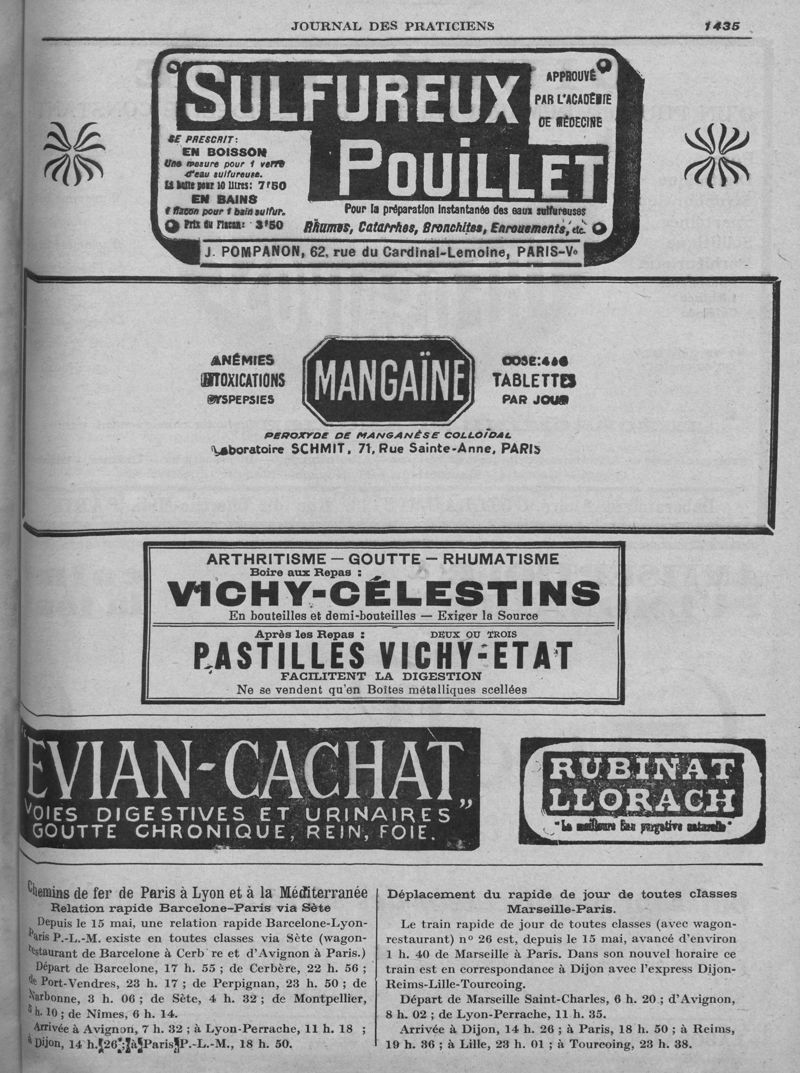 JOURNAL DES PRATICIENS
1435
SULFUREUX
POUILLET
APPROUVÉ
PAR L'ACADÉMIE
DE MÉDECINE
SE PRESCRIT:
EN BOISSON
Une mesure pour 1 verre
d'eau sulfureuse.
La boîte pour 10 litres: 7f50
EN BAINS
1 flacon pour 1 bain sulfur.
Prix du Flacon: 3f50
Pour la préparation instantanée des eaux sulfureuses
Rhumes, Catarrhes, Bronchites, Enrouements, etc.
J. POMPANON, 62, rue du Cardinal-Lemoine, PARIS-Ve
ANÉMIES
INTOXICATIONS
DYSPEPSIES
MANGAÏNE
DOSE: 4 à 6
TABLETTES
PAR JOUR
PEROXYDE DE MANGANÈSE COLLOÏDAL
Laboratoire SCHMIT, 71, Rue Sainte-Anne, PARIS
ARTHRITISME — GOUTTE — RHUMATISME
Boire aux Repas :
VICHY-CÉLESTINS
En bouteilles et demi-bouteilles — Exiger la Source
Après les Repas : DEUX OU TROIS
PASTILLES VICHY-ETAT
FACILITENT LA DIGESTION
Ne se vendent qu'en Boîtes métalliques scellées
"EVIAN-CACHAT"
VOIES DIGESTIVES ET URINAIRES
GOUTTE CHRONIQUE, REIN, FOIE.
RUBINAT
LLORACH
"La meilleure Eau purgative naturelle"
Chemins de fer de Paris à Lyon et à la Méditerranée
Relation rapide Barcelone-Paris via Sète
Depuis le 15 mai, une relation rapide Barcelone-Lyon-
Paris P.-L.-M. existe en toutes classes via Sète (wagon-
restaurant de Barcelone à Cerb re et d'Avignon à Paris.)
Départ de Barcelone, 17 h. 55 ; de Cerbère, 22 h. 56 ;
de Port-Vendres, 23 h. 17 ; de Perpignan, 23 h. 50 ; de
Narbonne, 3 h. 06 ; de Sète, 4 h. 32 ; de Montpellier,
h. 10 ; de Nimes, 6 h. 14.
Arrivée à Avignon, 7 h. 32 ; à Lyon-Perrache, 11 h. 18 ;
à Dijon, 14 h. 26 ; à Paris P.-L.-M., 18 h. 50.
Déplacement du rapide de jour de toutes classes
Marseille-Paris.
Le train rapide de jour de toutes classes (avec wagon-
restaurant) no 26 est, depuis le 15 mai, avancé d'environ
1 h. 40 de Marseille à Paris. Dans son nouvel horaire ce
train est en correspondance à Dijon avec l'express Dijon-
Reims-Lille-Tourcoing.
Départ de Marseille Saint-Charles, 6 h. 20 ; d'Avignon,
8 h. 02 ; de Lyon-Perrache, 11 h. 35.
Arrivée à Dijon, 14 h. 26 ; à Paris, 18 h. 50 ; à Reims,
19 h. 36 ; à Lille, 23 h. 01 ; à Tourcoing, 23 h. 38.